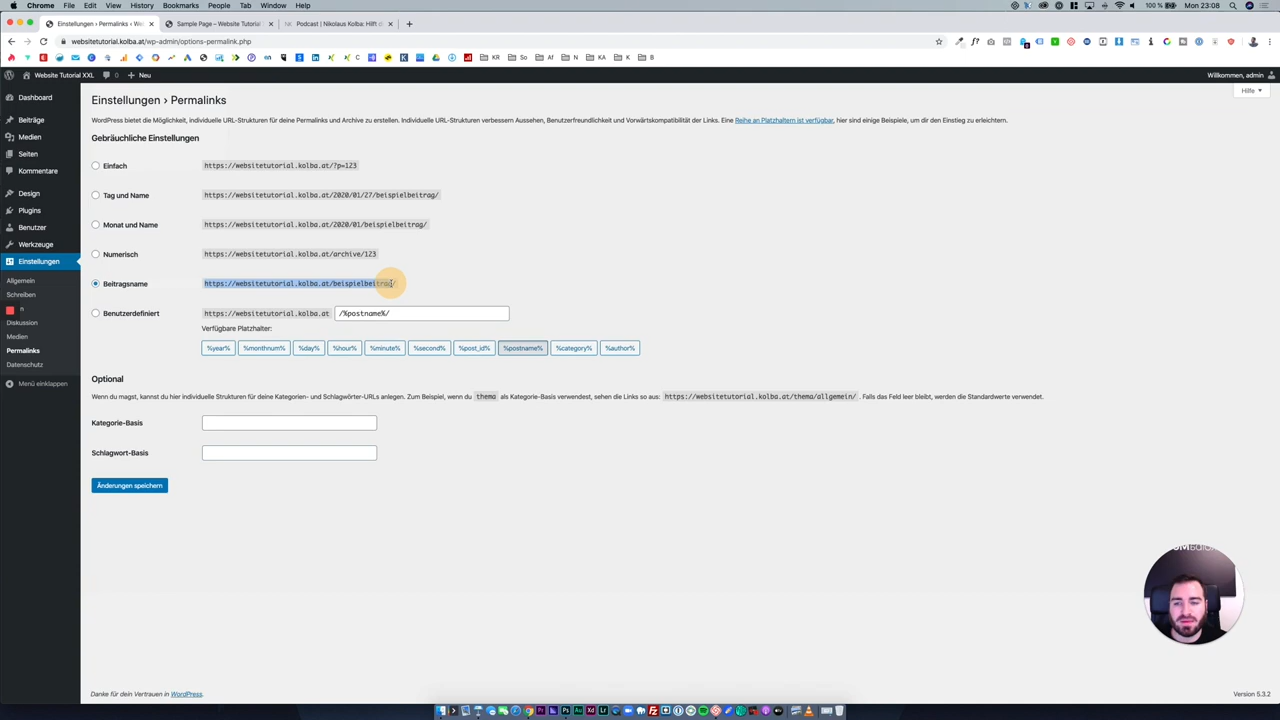 Chrome File Edit View History Bookmarks People Tab Window Help
100 % Mon 23:08
Einstellungen › Permalinks ‹ We
Sample Page – Website Tutorial
Podcast | Nikolaus Kolba: Hilft d
websitetutorial.kolba.at/wp-admin/options-permalink.php
KR So Af N KA K B
Website Tutorial XXL 0 + Neu Willkommen, admin
Dashboard
Beiträge
Medien
Seiten
Kommentare
Design
Plugins
Benutzer
Werkzeuge
Einstellungen
Allgemein
Schreiben
Diskussion
Medien
Permalinks
Datenschutz
Menü einklappen
Einstellungen › Permalinks
Hilfe ▼
WordPress bietet die Möglichkeit, individuelle URL-Strukturen für deine Permalinks und Archive zu erstellen. Individuelle URL-Strukturen verbessern Aussehen, Benutzerfreundlichkeit und Vorwärtskompatibilität der Links. Eine Reihe an Platzhaltern ist verfügbar, hier sind einige Beispiele, um dir den Einstieg zu erleichtern.
Gebräuchliche Einstellungen
Einfach https://websitetutorial.kolba.at/?p=123
Tag und Name https://websitetutorial.kolba.at/2020/01/27/beispielbeitrag/
Monat und Name https://websitetutorial.kolba.at/2020/01/beispielbeitrag/
Numerisch https://websitetutorial.kolba.at/archive/123
Beitragsname https://websitetutorial.kolba.at/beispielbeitrag/
Benutzerdefiniert https://websitetutorial.kolba.at /%postname%/
Verfügbare Platzhalter:
%year% %monthnum% %day% %hour% %minute% %second% %post_id% %postname% %category% %author%
Optional
Wenn du magst, kannst du hier individuelle Strukturen für deine Kategorien- und Schlagwörter-URLs anlegen. Zum Beispiel, wenn du thema als Kategorie-Basis verwendest, sehen die Links so aus: https://websitetutorial.kolba.at/thema/allgemein/ . Falls das Feld leer bleibt, werden die Standardwerte verwendet.
Kategorie-Basis
Schlagwort-Basis
Änderungen speichern
Danke für dein Vertrauen in WordPress.
Version 5.3.2